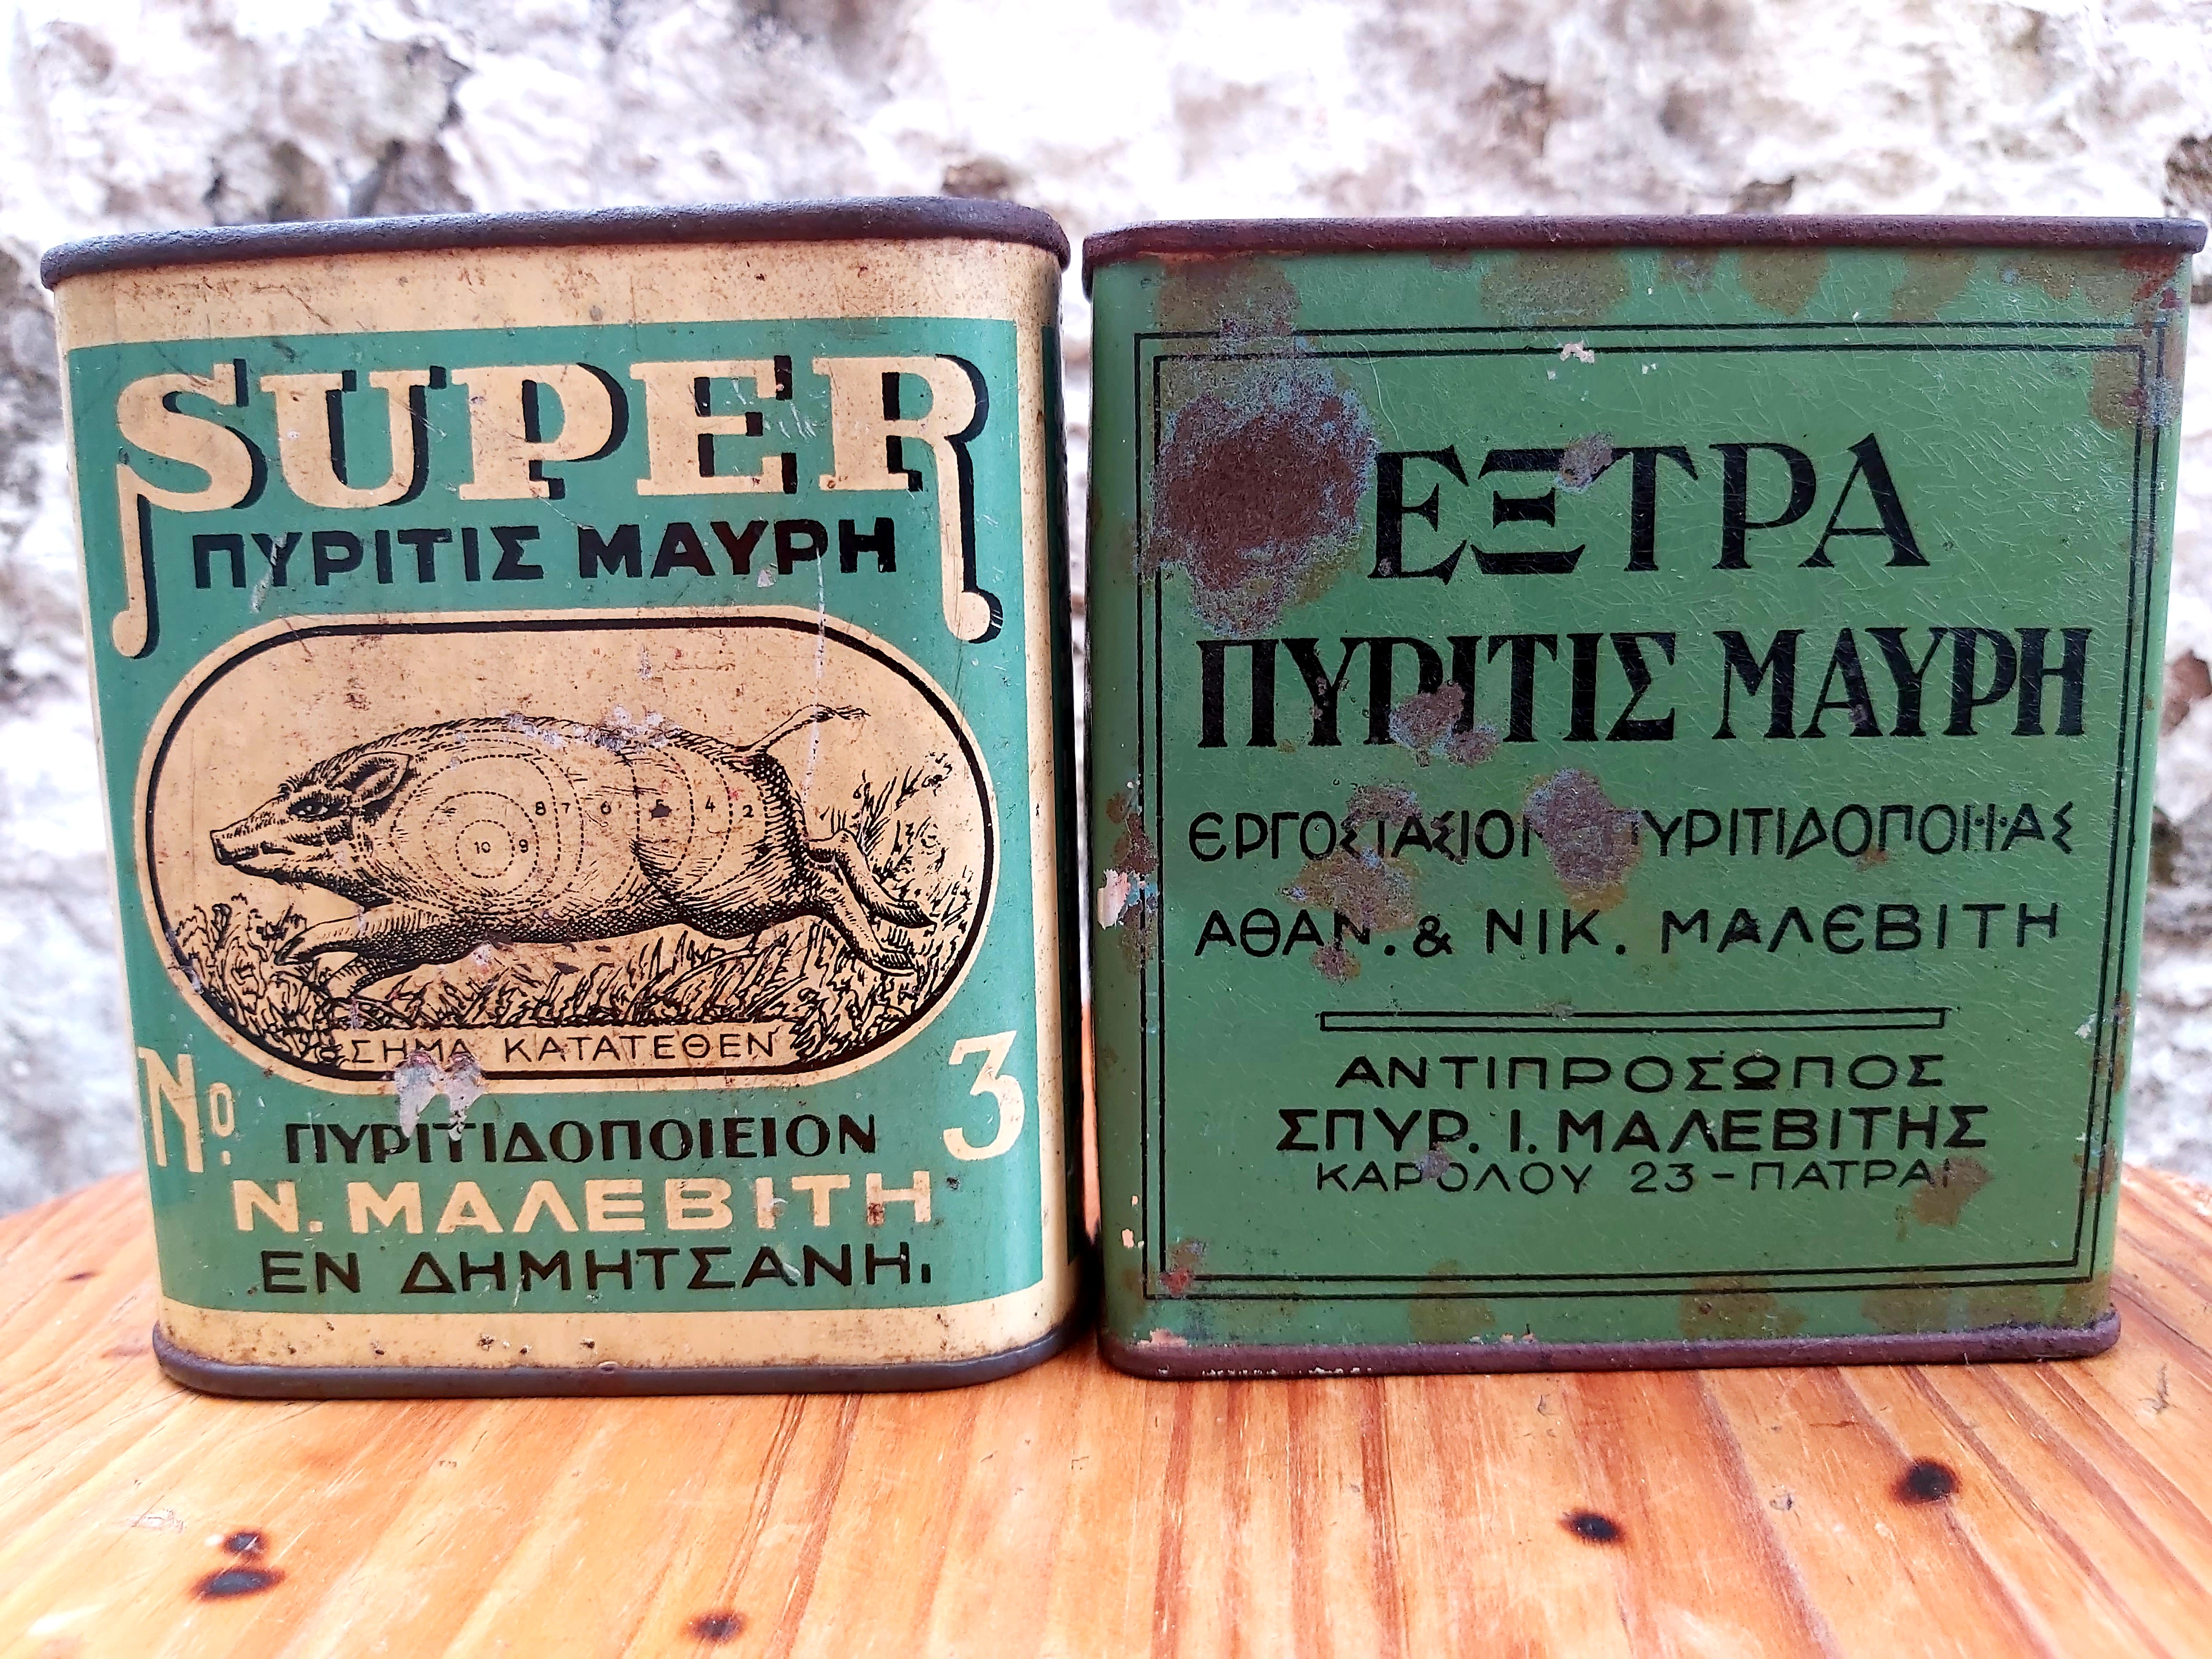 SUPER
ΠΥΡΙΤΙΣ ΜΑΥΡΗ
10 9 8 7 6 4 2
ΣΗΜΑ ΚΑΤΑΤΕΘΕΝ
No. 3
ΠΥΡΙΤΙΔΟΠΟΙΕΙΟΝ
Ν. ΜΑΛΕΒΙΤΗ
ΕΝ ΔΗΜΗΤΣΑΝΗ.
ΕΞΤΡΑ
ΠΥΡΙΤΙΣ ΜΑΥΡΗ
ΕΡΓΟΣΤΑΣΙΟΝ ΠΥΡΙΤΙΔΟΠΟΙΪΑΣ
ΑΘΑΝ. & ΝΙΚ. ΜΑΛΕΒΙΤΗ
ΑΝΤΙΠΡΟΣΩΠΟΣ
ΣΠΥΡ. Ι. ΜΑΛΕΒΙΤΗΣ
ΚΑΡΟΛΟΥ 23-ΠΑΤΡΑΙ